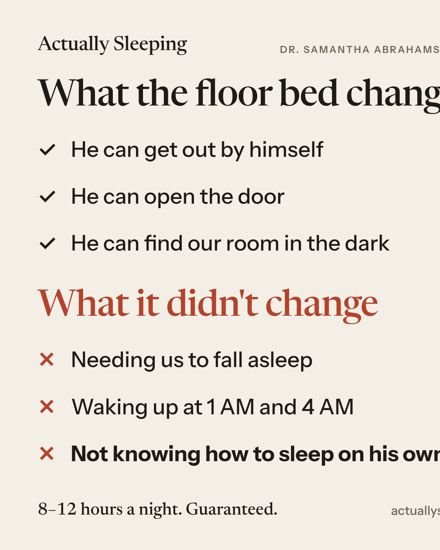 Actually Sleeping
DR. SAMANTHA ABRAHAMS
What the floor bed chang
✓ He can get out by himself
✓ He can open the door
✓ He can find our room in the dark
What it didn't change
✕ Needing us to fall asleep
✕ Waking up at 1 AM and 4 AM
✕ Not knowing how to sleep on his own
8–12 hours a night. Guaranteed.
actuallys